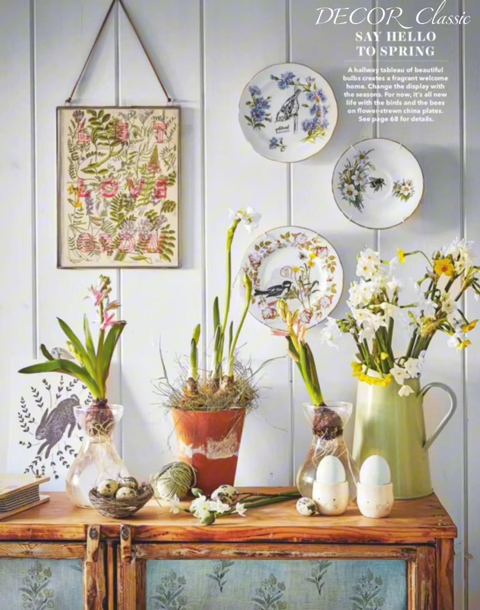 DECOR Classic
SAY HELLO
TO SPRING
A hallway tableau of beautiful
bulbs creates a fragrant welcome
home. Change the display with
the seasons. For now, it's all new
life with the birds and the bees
on flower-strewn china plates.
See page 68 for details.
LET
LOVE